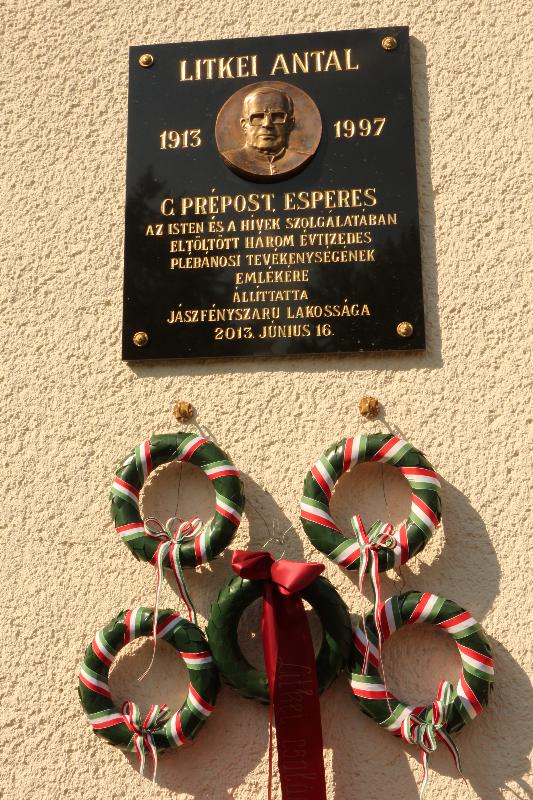 LITKEI ANTAL
1913 1997
C. PRÉPOST, ESPERES
AZ ISTEN ÉS A HÍVEK SZOLGÁLATÁBAN
ELTÖLTÖTT HÁROM ÉVTIZEDES
PLÉBÁNOSI TEVÉKENYSÉGÉNEK
EMLÉKÉRE
ÁLLÍTTATTA
JÁSZFÉNYSZARU LAKOSSÁGA
2013. JÚNIUS 16.
Litkei